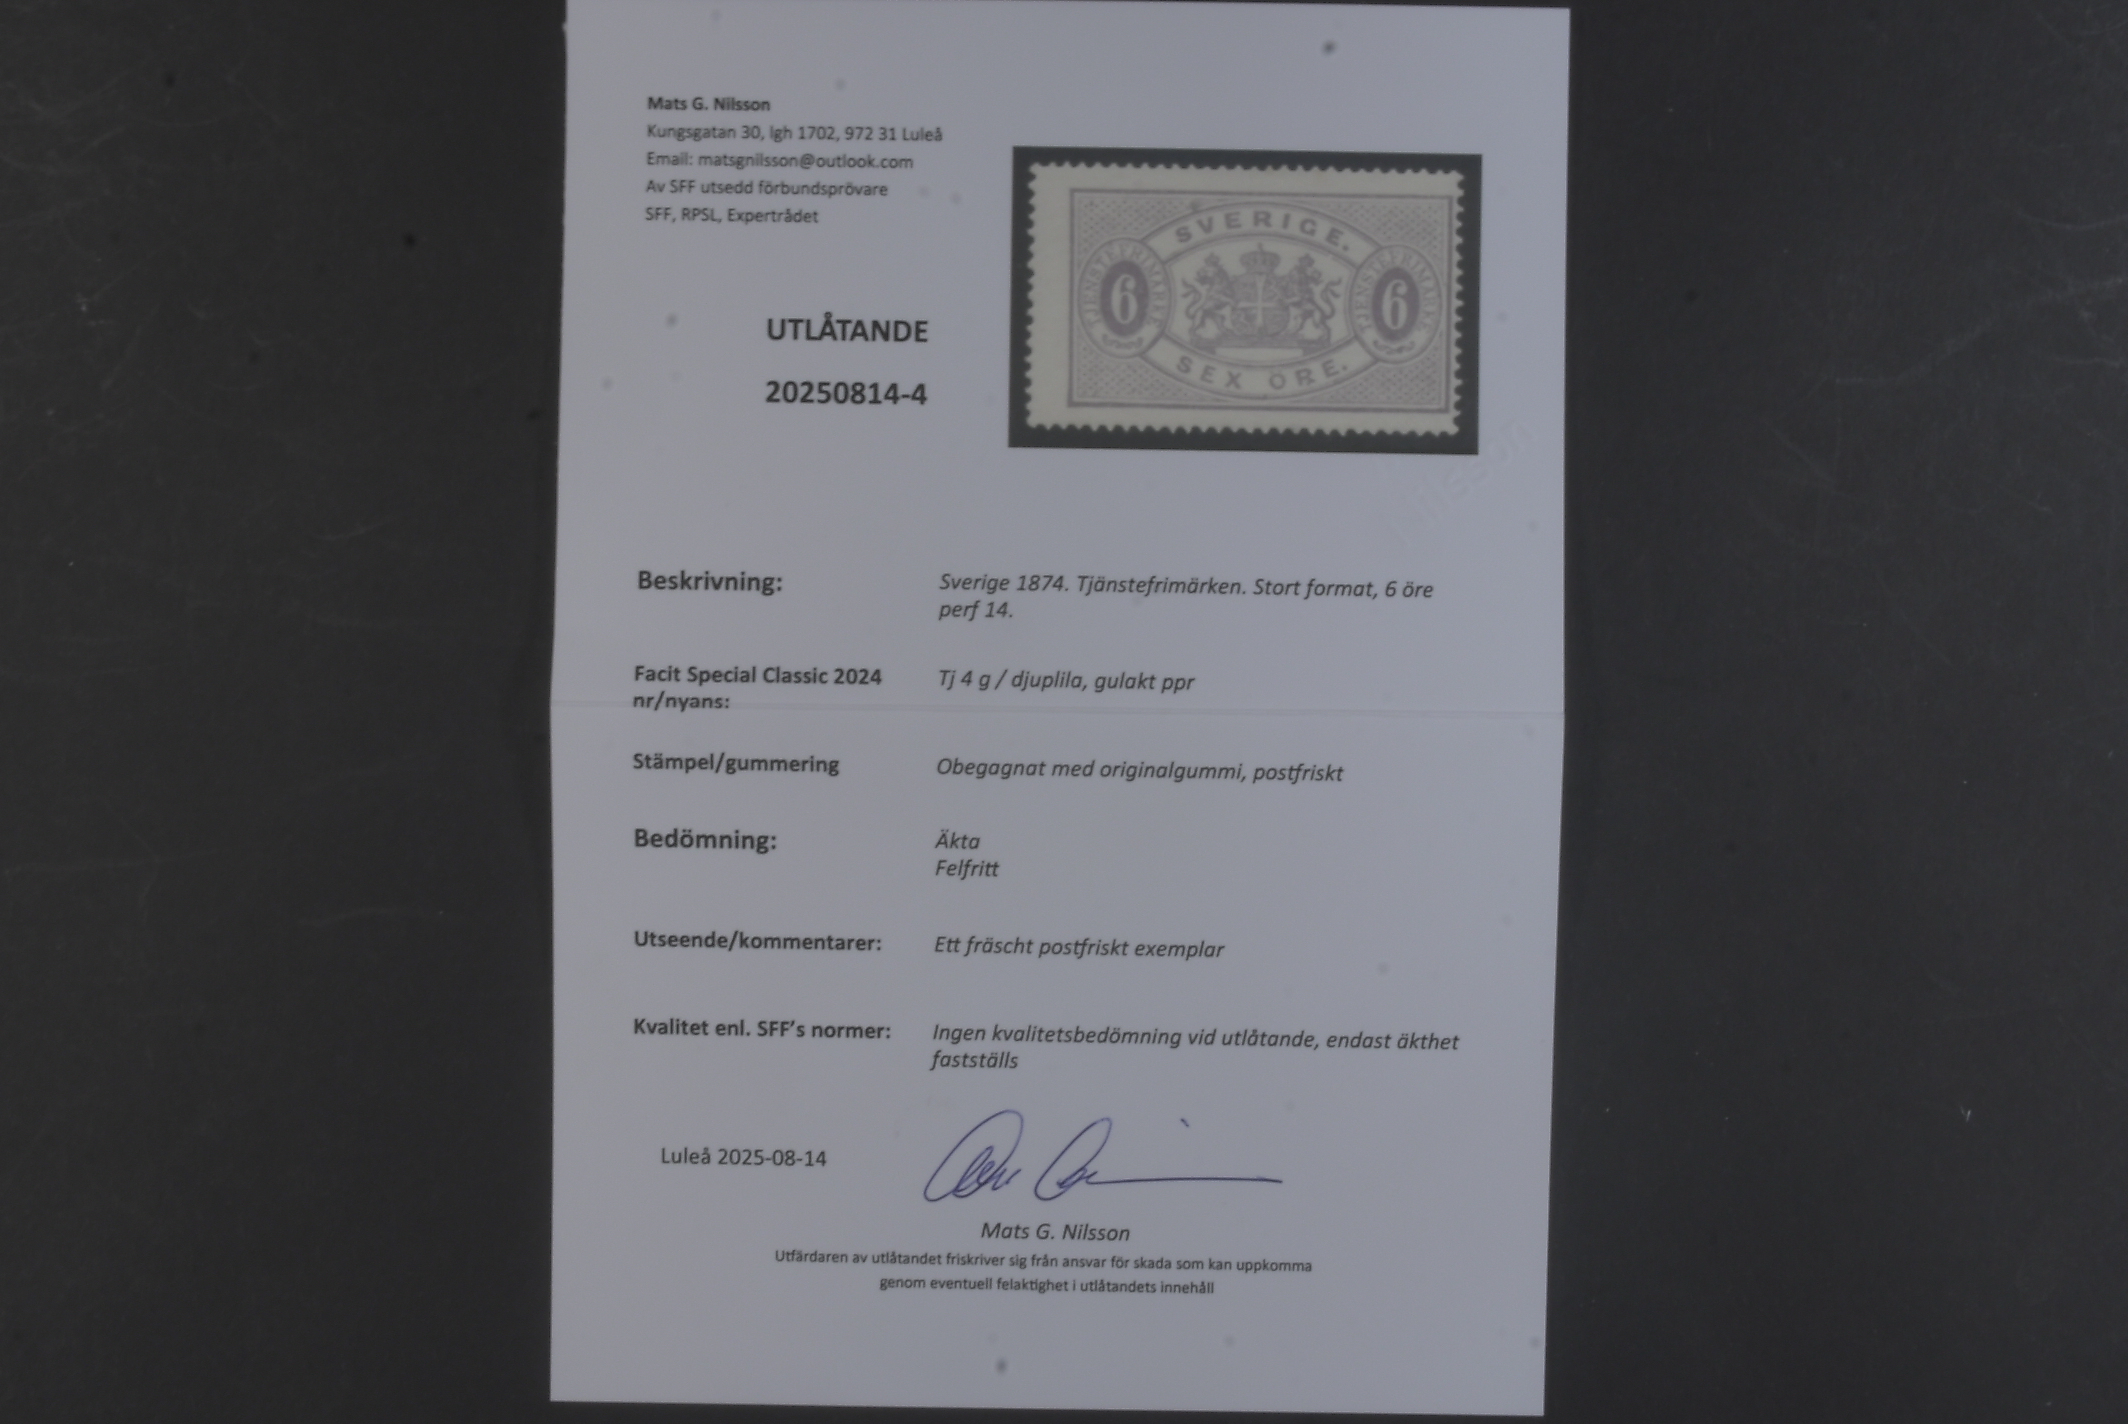 Mats G. Nilsson
Kungsgatan 30, lgh 1702, 972 31 Luleå
Email: matsgnilsson@outlook.com
Av SFF utsedd förbundsprövare
SFF, RPSL, Expertrådet
UTLÅTANDE
20250814-4
SVERIGE.
TJENSTEFRIMÄRKE
6
TJENSTEFRIMÄRKE
6
SEX ÖRE.
Nilsson
Beskrivning: Sverige 1874. Tjänstefrimärken. Stort format, 6 öre
perf 14.
Facit Special Classic 2024 Tj 4 g / djuplila, gulakt ppr
nr/nyans:
Stämpel/gummering Obegagnat med originalgummi, postfriskt
Bedömning: Äkta
Felfritt
Utseende/kommentarer: Ett fräscht postfriskt exemplar
Kvalitet enl. SFF’s normer: Ingen kvalitetsbedömning vid utlåtande, endast äkthet
fastställs
Luleå 2025-08-14
Mats G. Nilsson
Utfärdaren av utlåtandet friskriver sig från ansvar för skada som kan uppkomma
genom eventuell felaktighet i utlåtandets innehåll